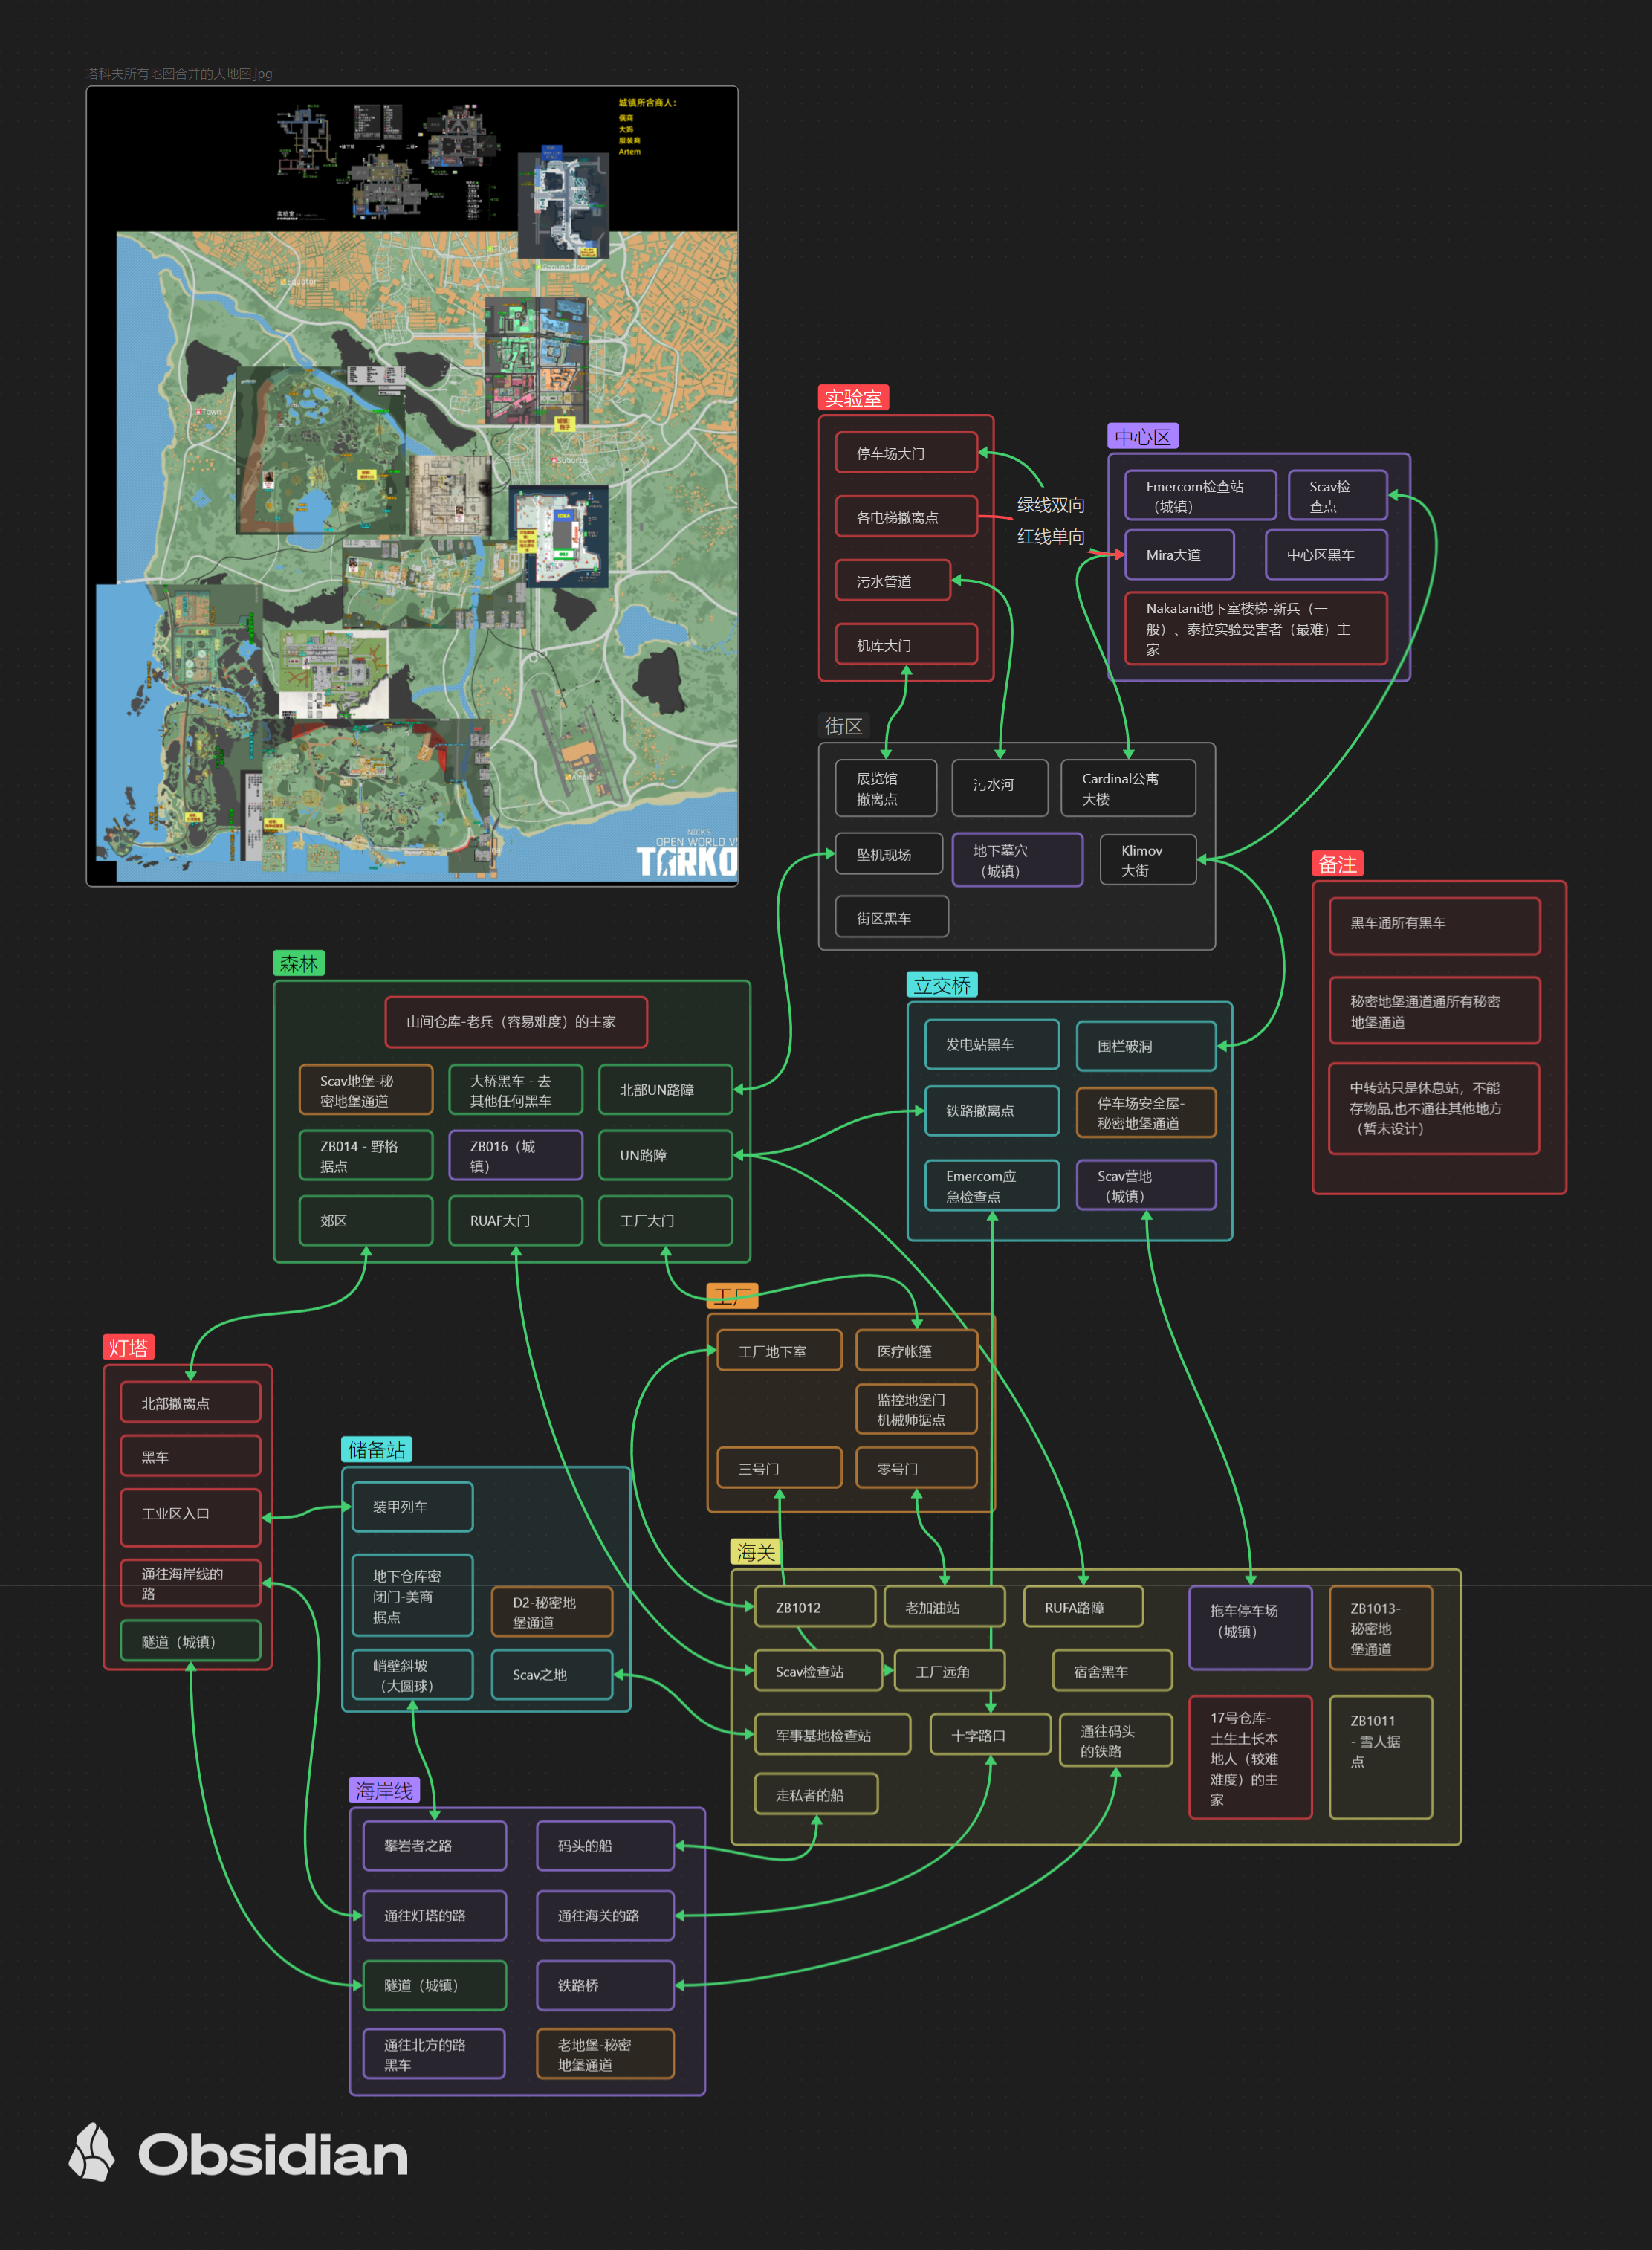 塔科夫所有地图合并的大地图.jpg
城镇所含商人：
俄商
大妈
服装商
Artem
实验室
Equator
Ground
Town
Suburbs
NICK'S
OPEN WORLD V
TARKO
实验室
停车场大门
各电梯撤离点
污水管道
机库大门
绿线双向
红线单向
中心区
Emercom检查站
（城镇）
Scav检
查点
Mira大道
中心区黑车
Nakatani地下室楼梯-新兵（一
般）、泰拉实验受害者（最难）主
家
街区
展览馆
撤离点
污水河
Cardinal公寓
大楼
坠机现场
地下墓穴
（城镇）
Klimov
大街
街区黑车
备注
黑车通所有黑车
秘密地堡通道通所有秘密
地堡通道
中转站只是休息站，不能
存物品,也不通往其他地方
（暂未设计）
森林
山间仓库-老兵（容易难度）的主家
Scav地堡-秘
密地堡通道
大桥黑车 - 去
其他任何黑车
北部UN路障
ZB014 - 野格
据点
ZB016（城
镇）
UN路障
郊区
RUAF大门
工厂大门
立交桥
发电站黑车
围栏破洞
铁路撤离点
停车场安全屋-
秘密地堡通道
Emercom应
急检查点
Scav营地
（城镇）
工厂
工厂地下室
医疗帐篷
监控地堡门
机械师据点
三号门
零号门
灯塔
北部撤离点
黑车
工业区入口
通往海岸线的
路
隧道（城镇）
储备站
装甲列车
地下仓库密
闭门-美商
据点
D2-秘密地
堡通道
峭壁斜坡
（大圆球）
Scav之地
海关
ZB1012
老加油站
RUFA路障
拖车停车场
（城镇）
ZB1013-
秘密地
堡通道
Scav检查站
工厂远角
宿舍黑车
军事基地检查站
十字路口
通往码头
的铁路
17号仓库-
土生土长本
地人（较难
难度）的主
家
ZB1011
- 雪人据
点
走私者的船
海岸线
攀岩者之路
码头的船
通往灯塔的路
通往海关的路
隧道（城镇）
铁路桥
通往北方的路
黑车
老地堡-秘密
地堡通道
Obsidian